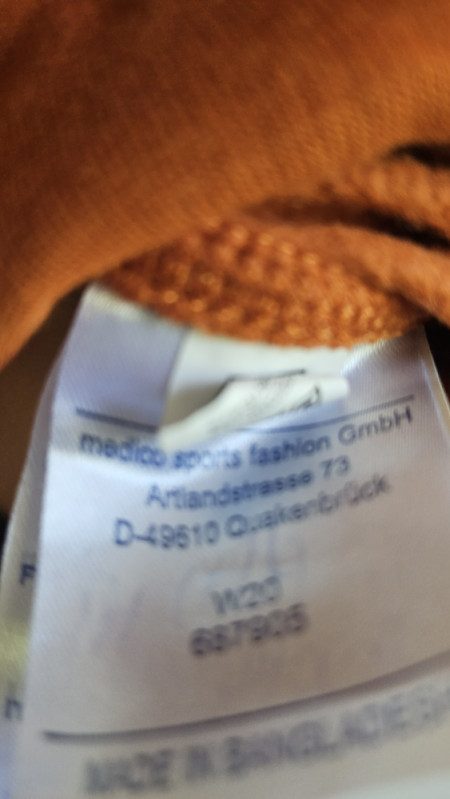 medico sports fashion GmbH
Artlandstrasse 73
D-49610 Quakenbrück
W20
687905
MADE IN BANGLADESH